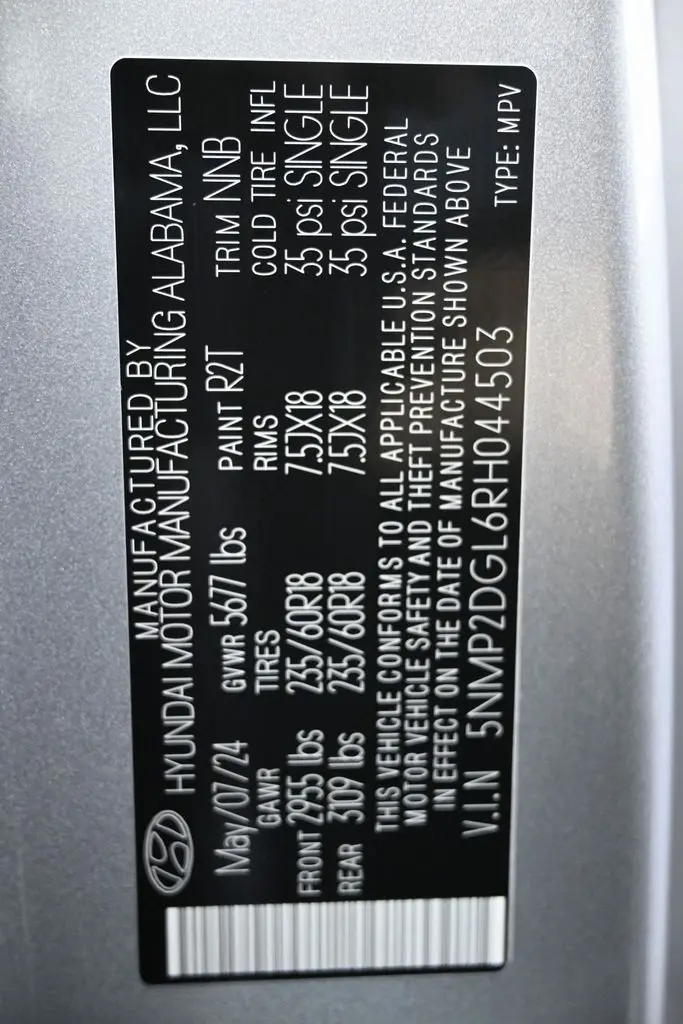 MANUFACTURED BY
HYUNDAI MOTOR MANUFACTURING ALABAMA, LLC
May/07/24 GVWR 5677 lbs PAINT R2T TRIM NNB
GAWR TIRES RIMS COLD TIRE INFL
FRONT 2955 lbs 235/60R18 7.5JX18 35 psi SINGLE
REAR 3109 lbs 235/60R18 7.5JX18 35 psi SINGLE
THIS VEHICLE CONFORMS TO ALL APPLICABLE U.S.A. FEDERAL
MOTOR VEHICLE SAFETY AND THEFT PREVENTION STANDARDS
IN EFFECT ON THE DATE OF MANUFACTURE SHOWN ABOVE
V.I.N 5NMP2DGL6RH044503 TYPE: MPV